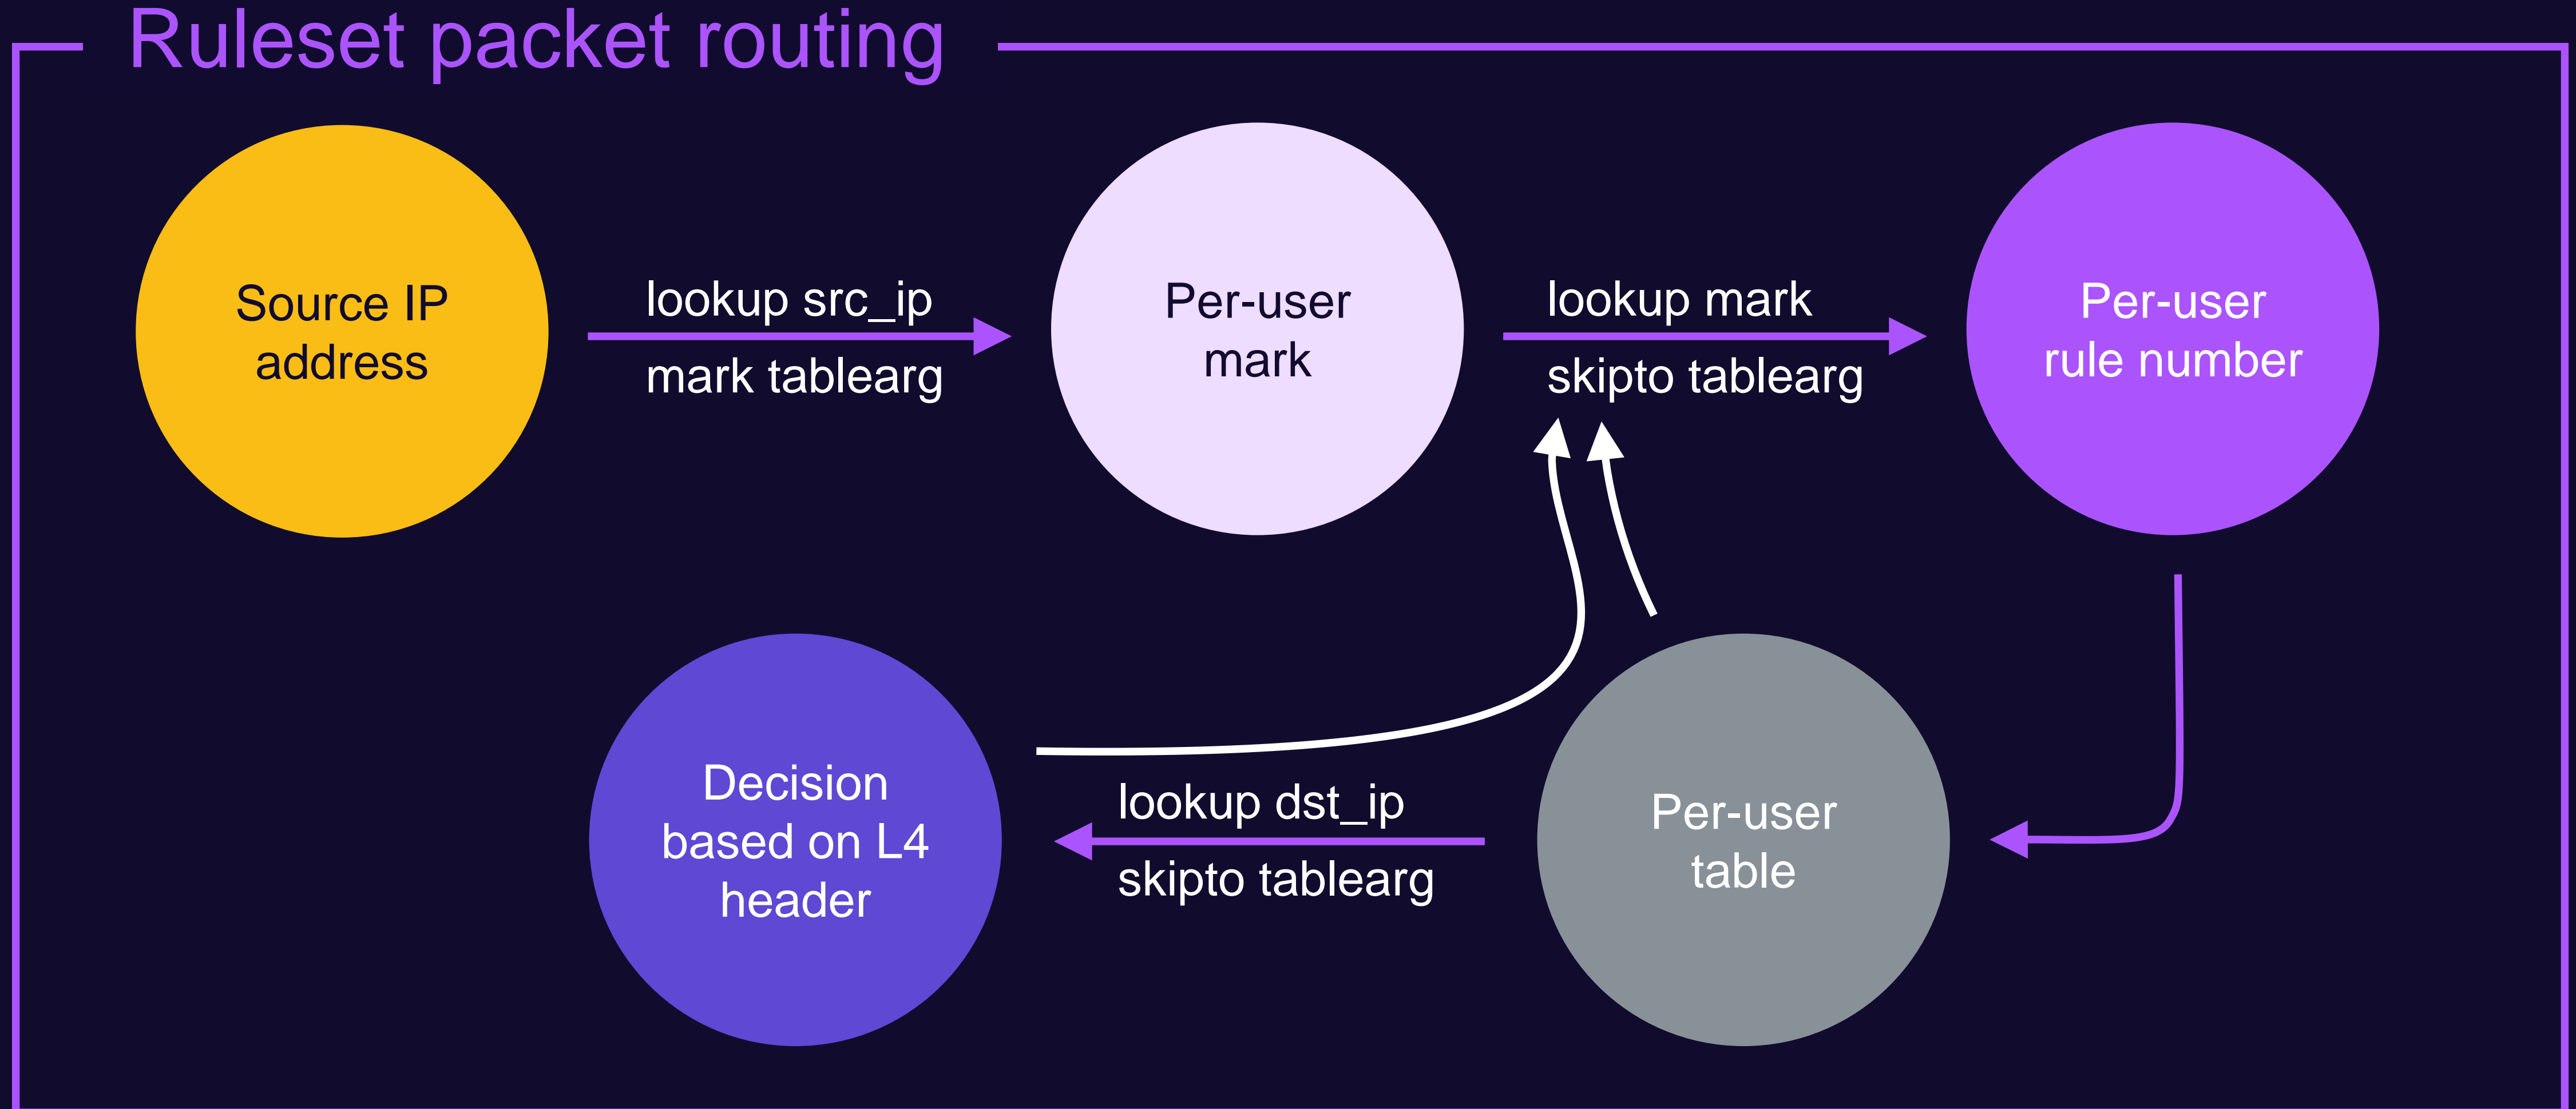 Ruleset packet routing
Source IP
address
lookup src_ip
mark tablearg
Per-user
mark
lookup mark
skipto tablearg
Per-user
rule number
Decision
based on L4
header
lookup dst_ip
skipto tablearg
Per-user
table